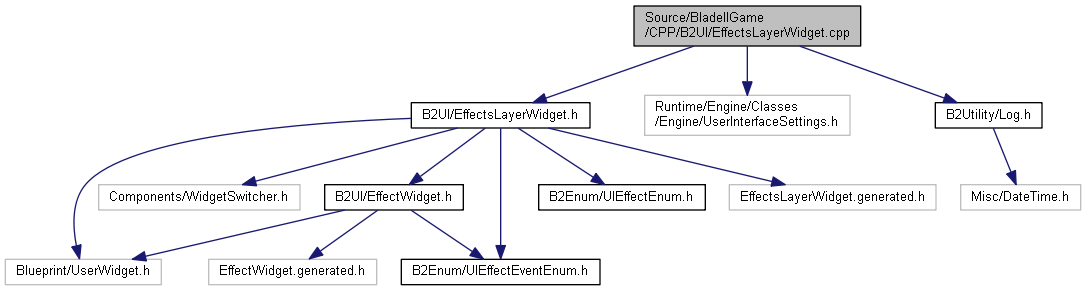 Source/BladeIIGame
/CPP/B2UI/EffectsLayerWidget.cpp
B2UI/EffectsLayerWidget.h
Runtime/Engine/Classes
/Engine/UserInterfaceSettings.h
B2Utility/Log.h
Components/WidgetSwitcher.h
B2UI/EffectWidget.h
B2Enum/UIEffectEnum.h
EffectsLayerWidget.generated.h
Misc/DateTime.h
Blueprint/UserWidget.h
EffectWidget.generated.h
B2Enum/UIEffectEventEnum.h